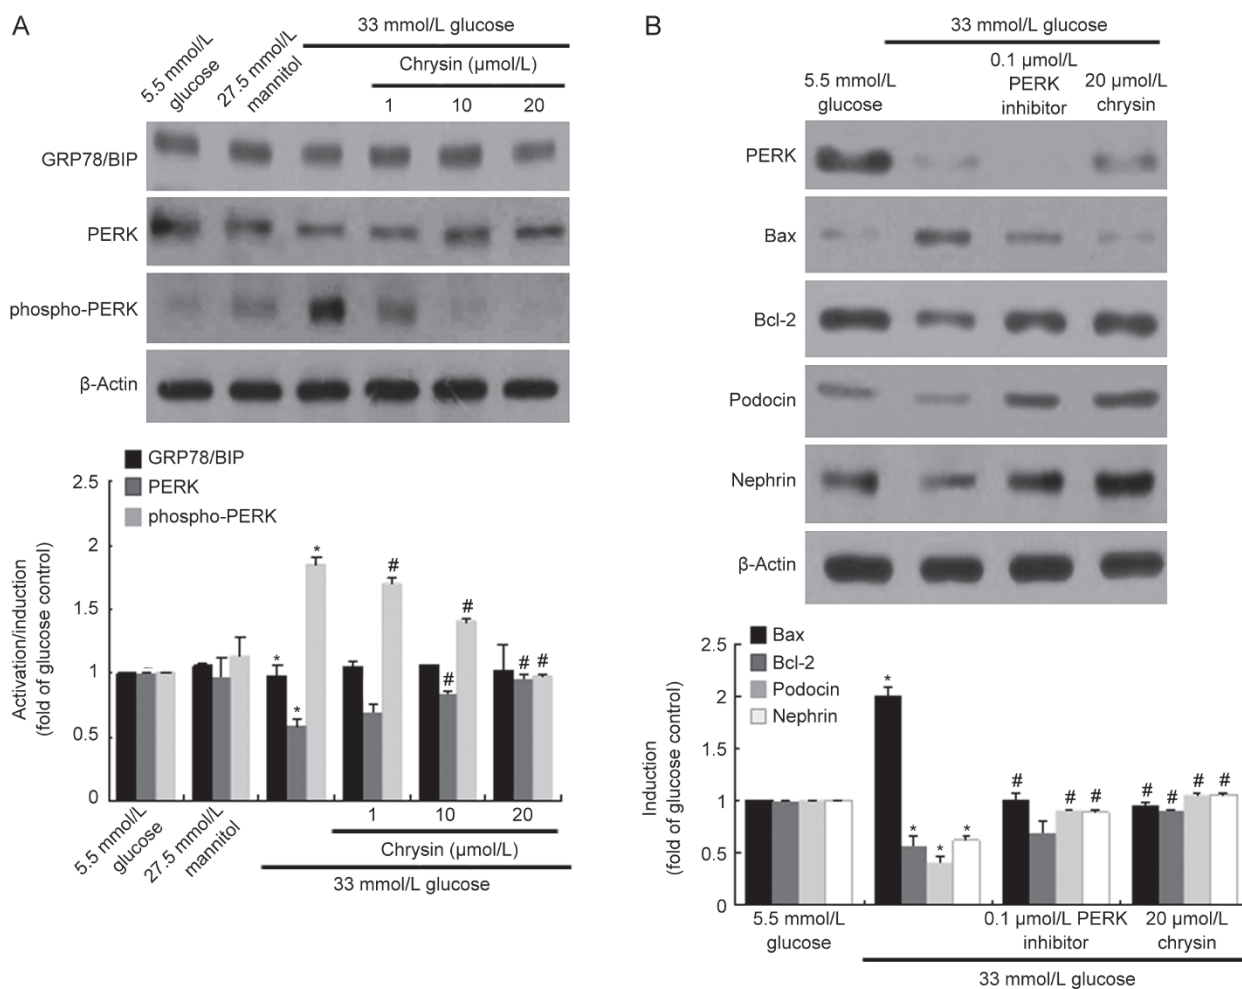 A
33 mmol/L glucose
5.5 mmol/L
glucose
27.5 mmol/L
mannitol
Chrysin (μmol/L)
1 10 20
GRP78/BIP
PERK
phospho-PERK
β-Actin
GRP78/BIP
PERK
phospho-PERK
Activation/induction
(fold of glucose control)
2.5
2
1.5
1
0.5
0
* * * # # # # #
5.5 mmol/L
glucose
27.5 mmol/L
mannitol
1 10 20
Chrysin (μmol/L)
33 mmol/L glucose
B
33 mmol/L glucose
5.5 mmol/L
glucose
0.1 μmol/L
PERK
inhibitor
20 μmol/L
chrysin
PERK
Bax
Bcl-2
Podocin
Nephrin
β-Actin
Bax
Bcl-2
Podocin
Nephrin
Induction
(fold of glucose control)
2.5
2
1.5
1
0.5
0
* * * * # # # # # # #
5.5 mmol/L
glucose
0.1 μmol/L PERK
inhibitor
20 μmol/L
chrysin
33 mmol/L glucose